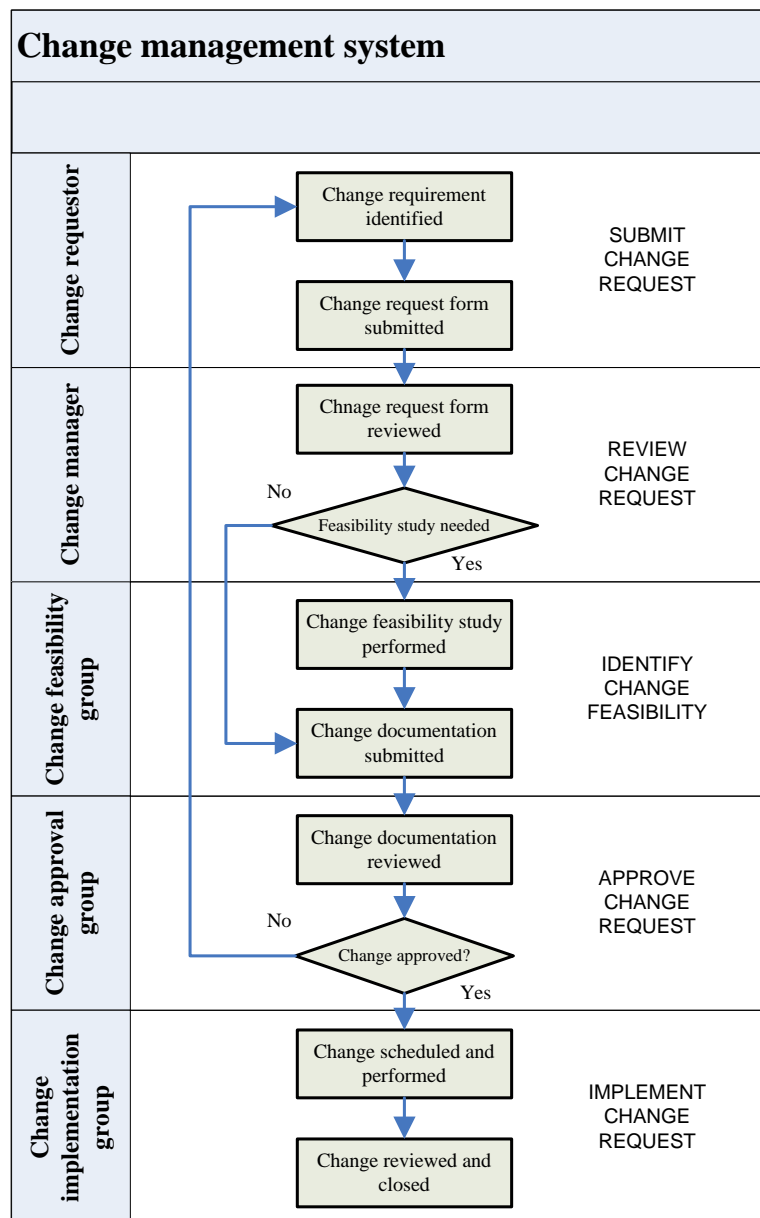 Change management system
Change requestor
Change requirement
identified
SUBMIT
CHANGE
REQUEST
Change request form
submitted
Change manager
Chnage request form
reviewed
REVIEW
CHANGE
REQUEST
No
Feasibility study needed
Yes
Change feasibility
group
Change feasibility study
performed
IDENTIFY
CHANGE
FEASIBILITY
Change documentation
submitted
Change approval
group
Change documentation
reviewed
APPROVE
CHANGE
REQUEST
No
Change approved?
Yes
Change
implementation
group
Change scheduled and
performed
IMPLEMENT
CHANGE
REQUEST
Change reviewed and
closed